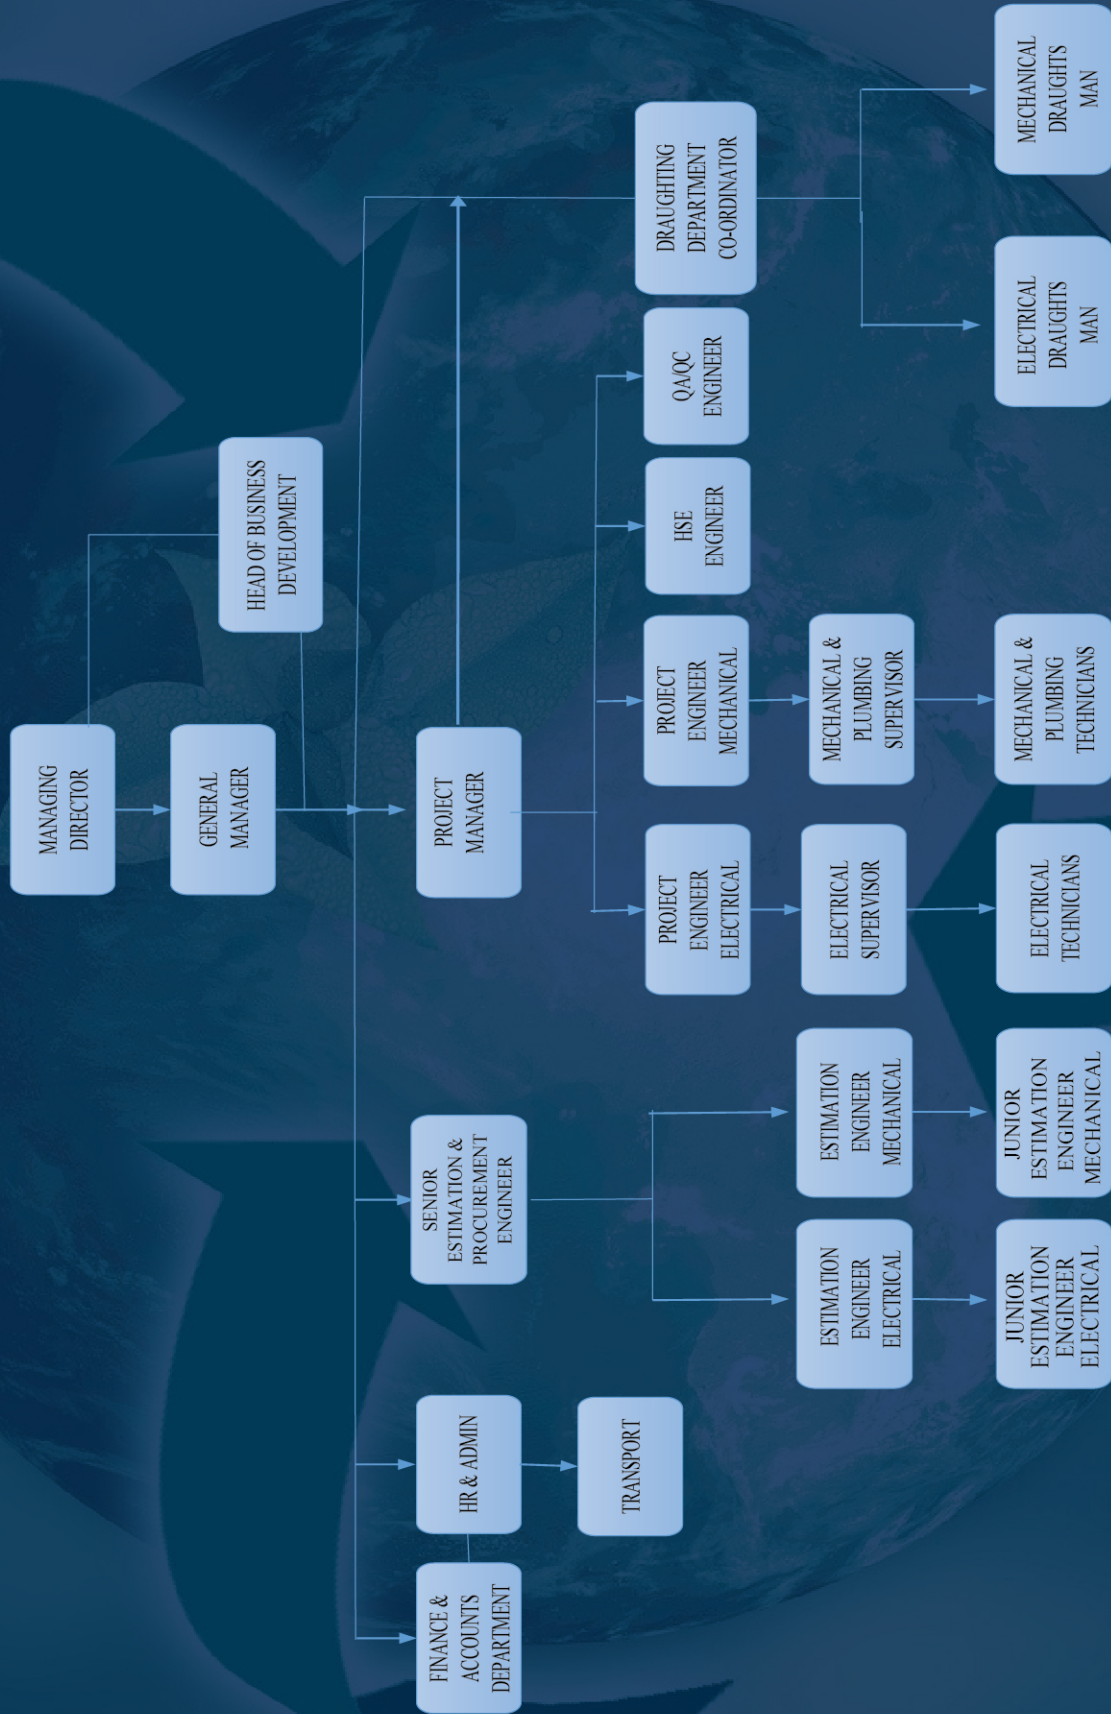 MANAGING
DIRECTOR
GENERAL
MANAGER
HEAD OF BUSINESS
DEVELOPMENT
FINANCE &
ACCOUNTS
DEPARTMENT
HR & ADMIN
TRANSPORT
SENIOR
ESTIMATION &
PROCUREMENT
ENGINEER
ESTIMATION
ENGINEER
ELECTRICAL
ESTIMATION
ENGINEER
MECHANICAL
JUNIOR
ESTIMATION
ENGINEER
ELECTRICAL
JUNIOR
ESTIMATION
ENGINEER
MECHANICAL
PROJECT
MANAGER
PROJECT
ENGINEER
ELECTRICAL
PROJECT
ENGINEER
MECHANICAL
HSE
ENGINEER
QA/QC
ENGINEER
ELECTRICAL
SUPERVISOR
MECHANICAL &
PLUMBING
SUPERVISOR
ELECTRICAL
TECHNICIANS
MECHANICAL &
PLUMBING
TECHNICIANS
DRAUGHTING
DEPARTMENT
CO-ORDINATOR
ELECTRICAL
DRAUGHTS
MAN
MECHANICAL
DRAUGHTS
MAN